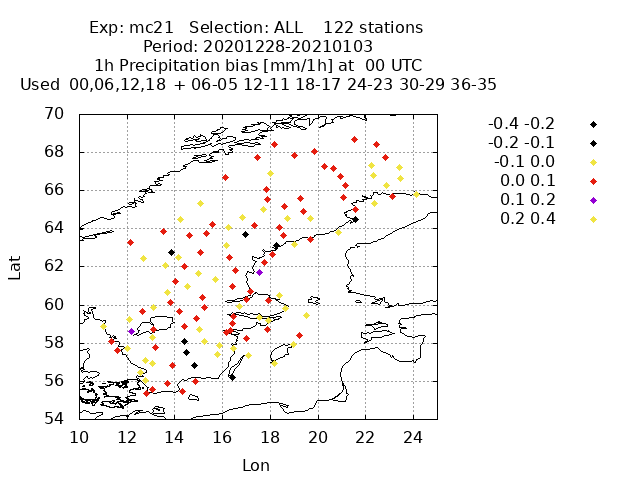 Exp: mc21   Selection: ALL    122 stations
Period: 20201228-20210103
1h Precipitation bias [mm/1h] at  00 UTC
Used  00,06,12,18  + 06-05 12-11 18-17 24-23 30-29 36-35
-0.4 -0.2
-0.2 -0.1
-0.1 0.0
0.0 0.1
0.1 0.2
0.2 0.4
Lat
70
68
66
64
62
60
58
56
54
10 12 14 16 18 20 22 24
Lon